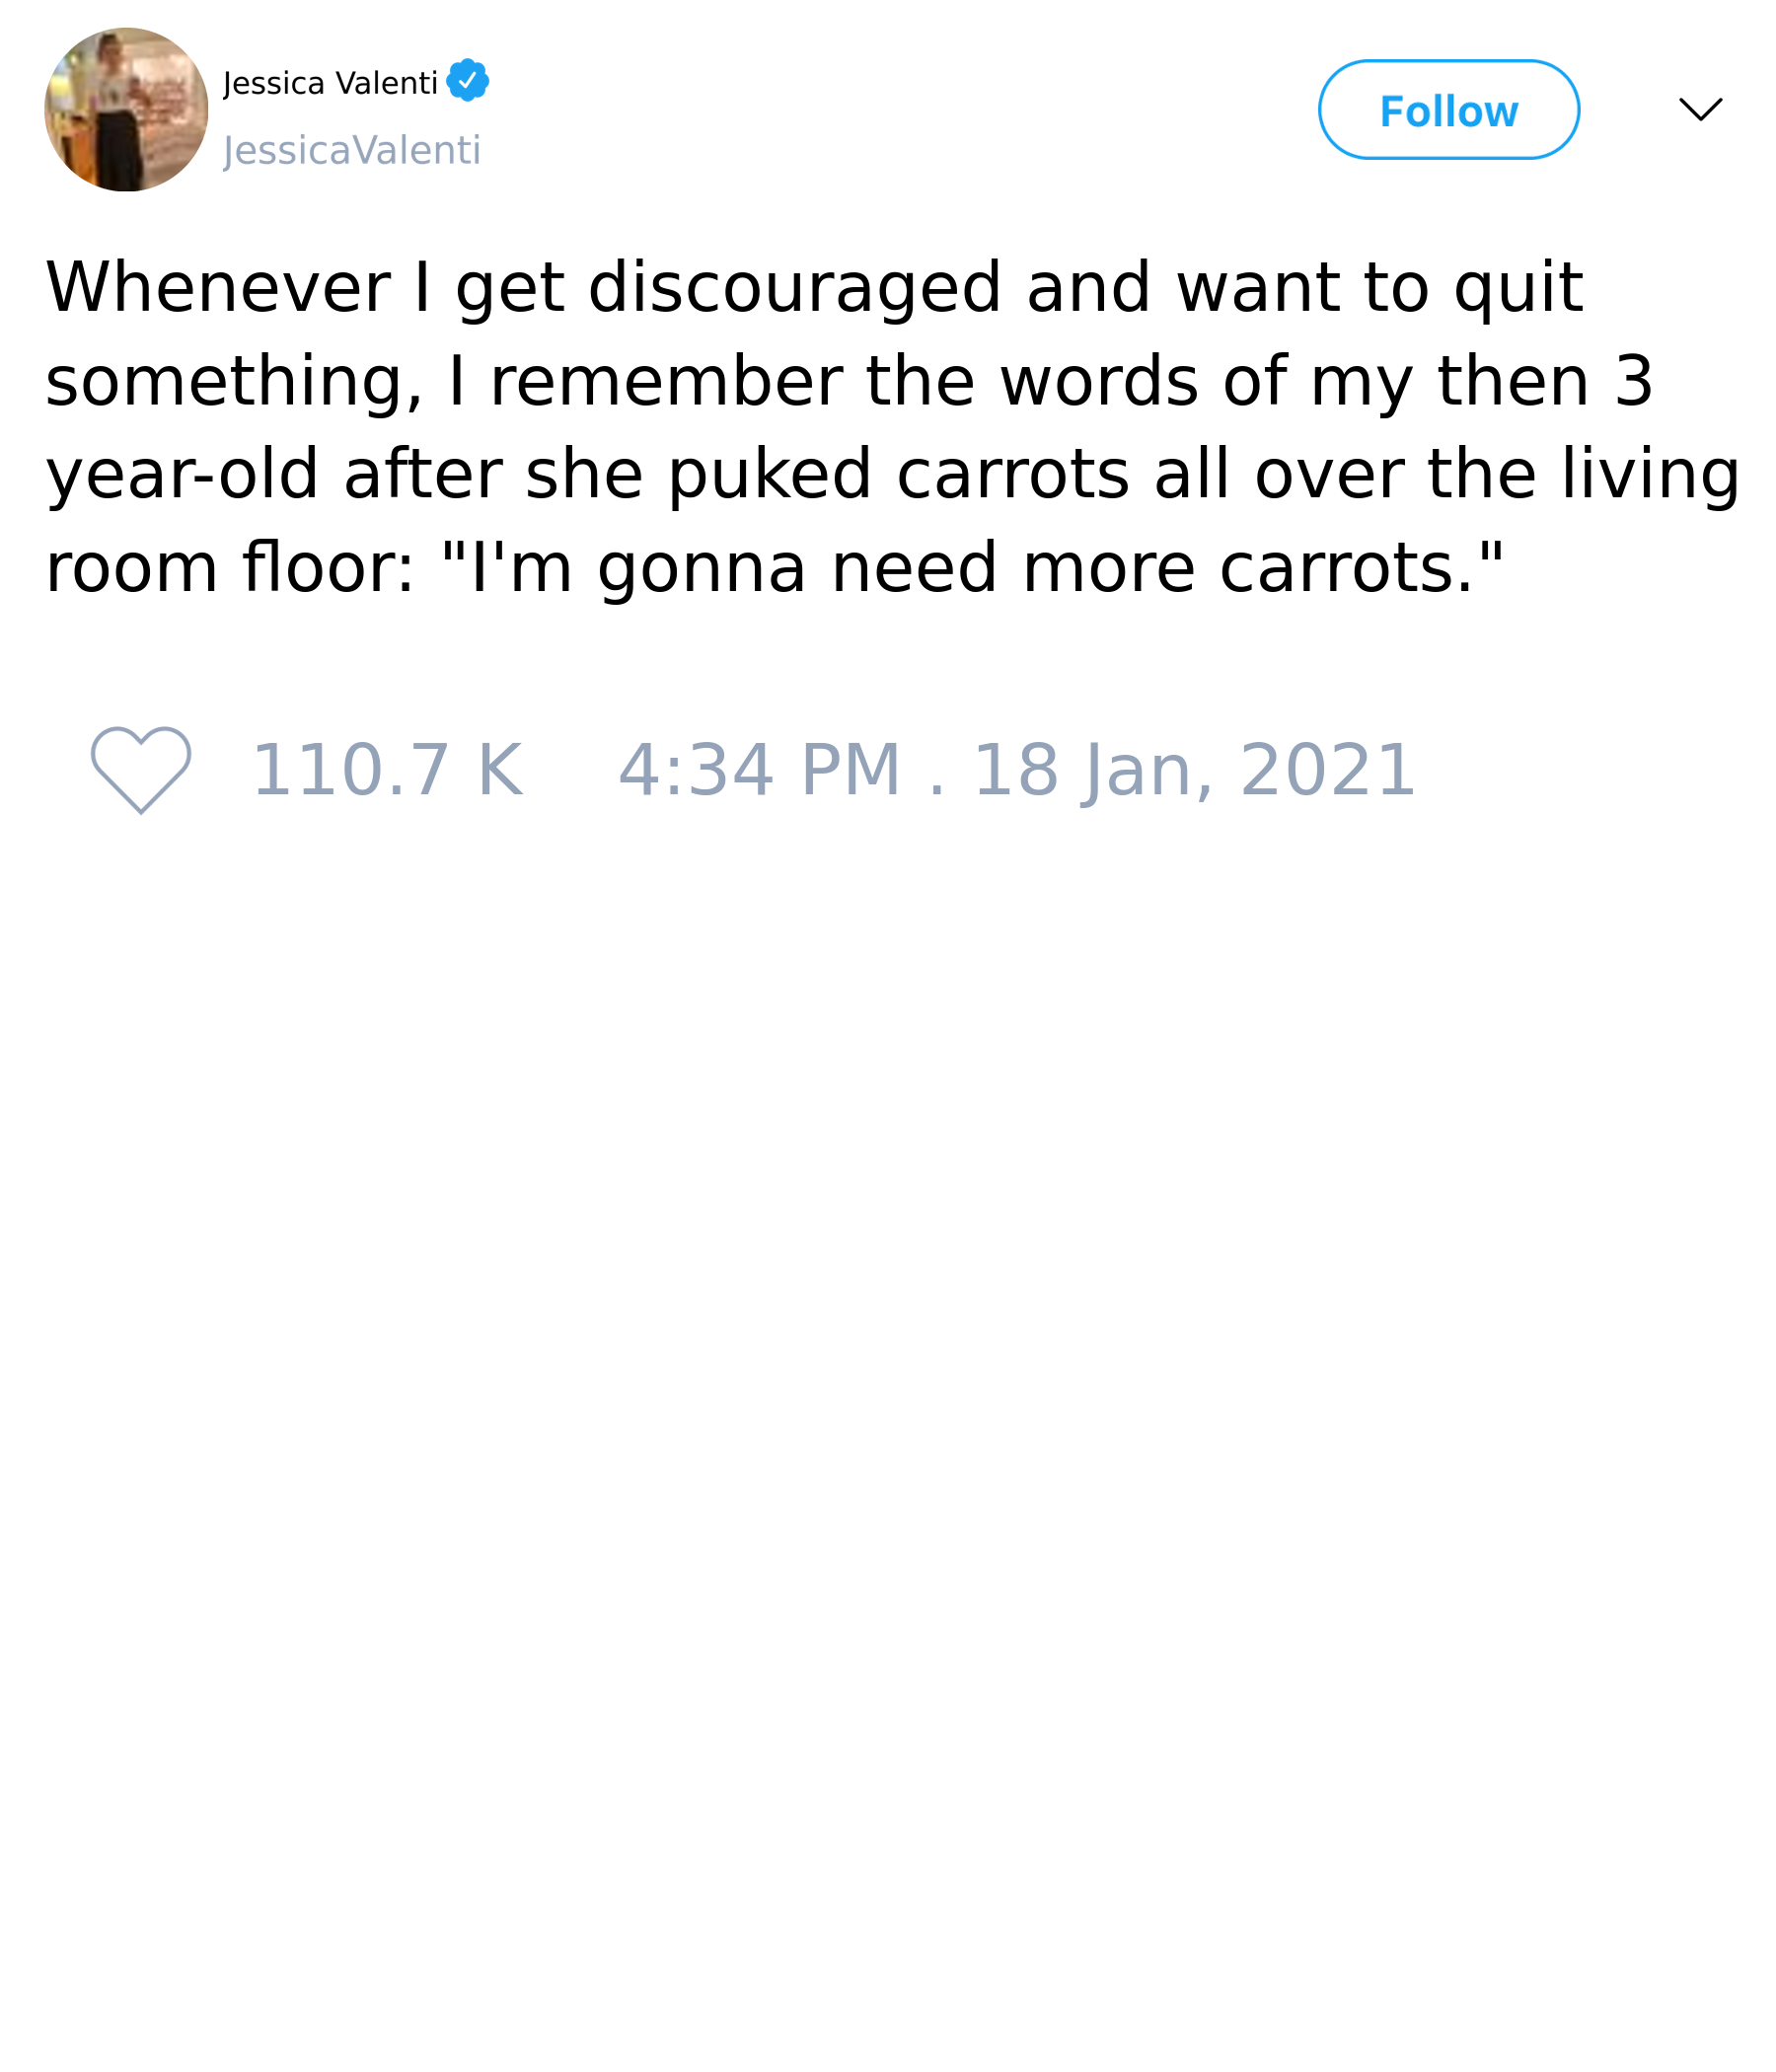 Jessica Valenti
JessicaValenti
Follow
Whenever I get discouraged and want to quit
something, I remember the words of my then 3
year-old after she puked carrots all over the living
room floor: "I'm gonna need more carrots."
110.7 K 4:34 PM . 18 Jan, 2021